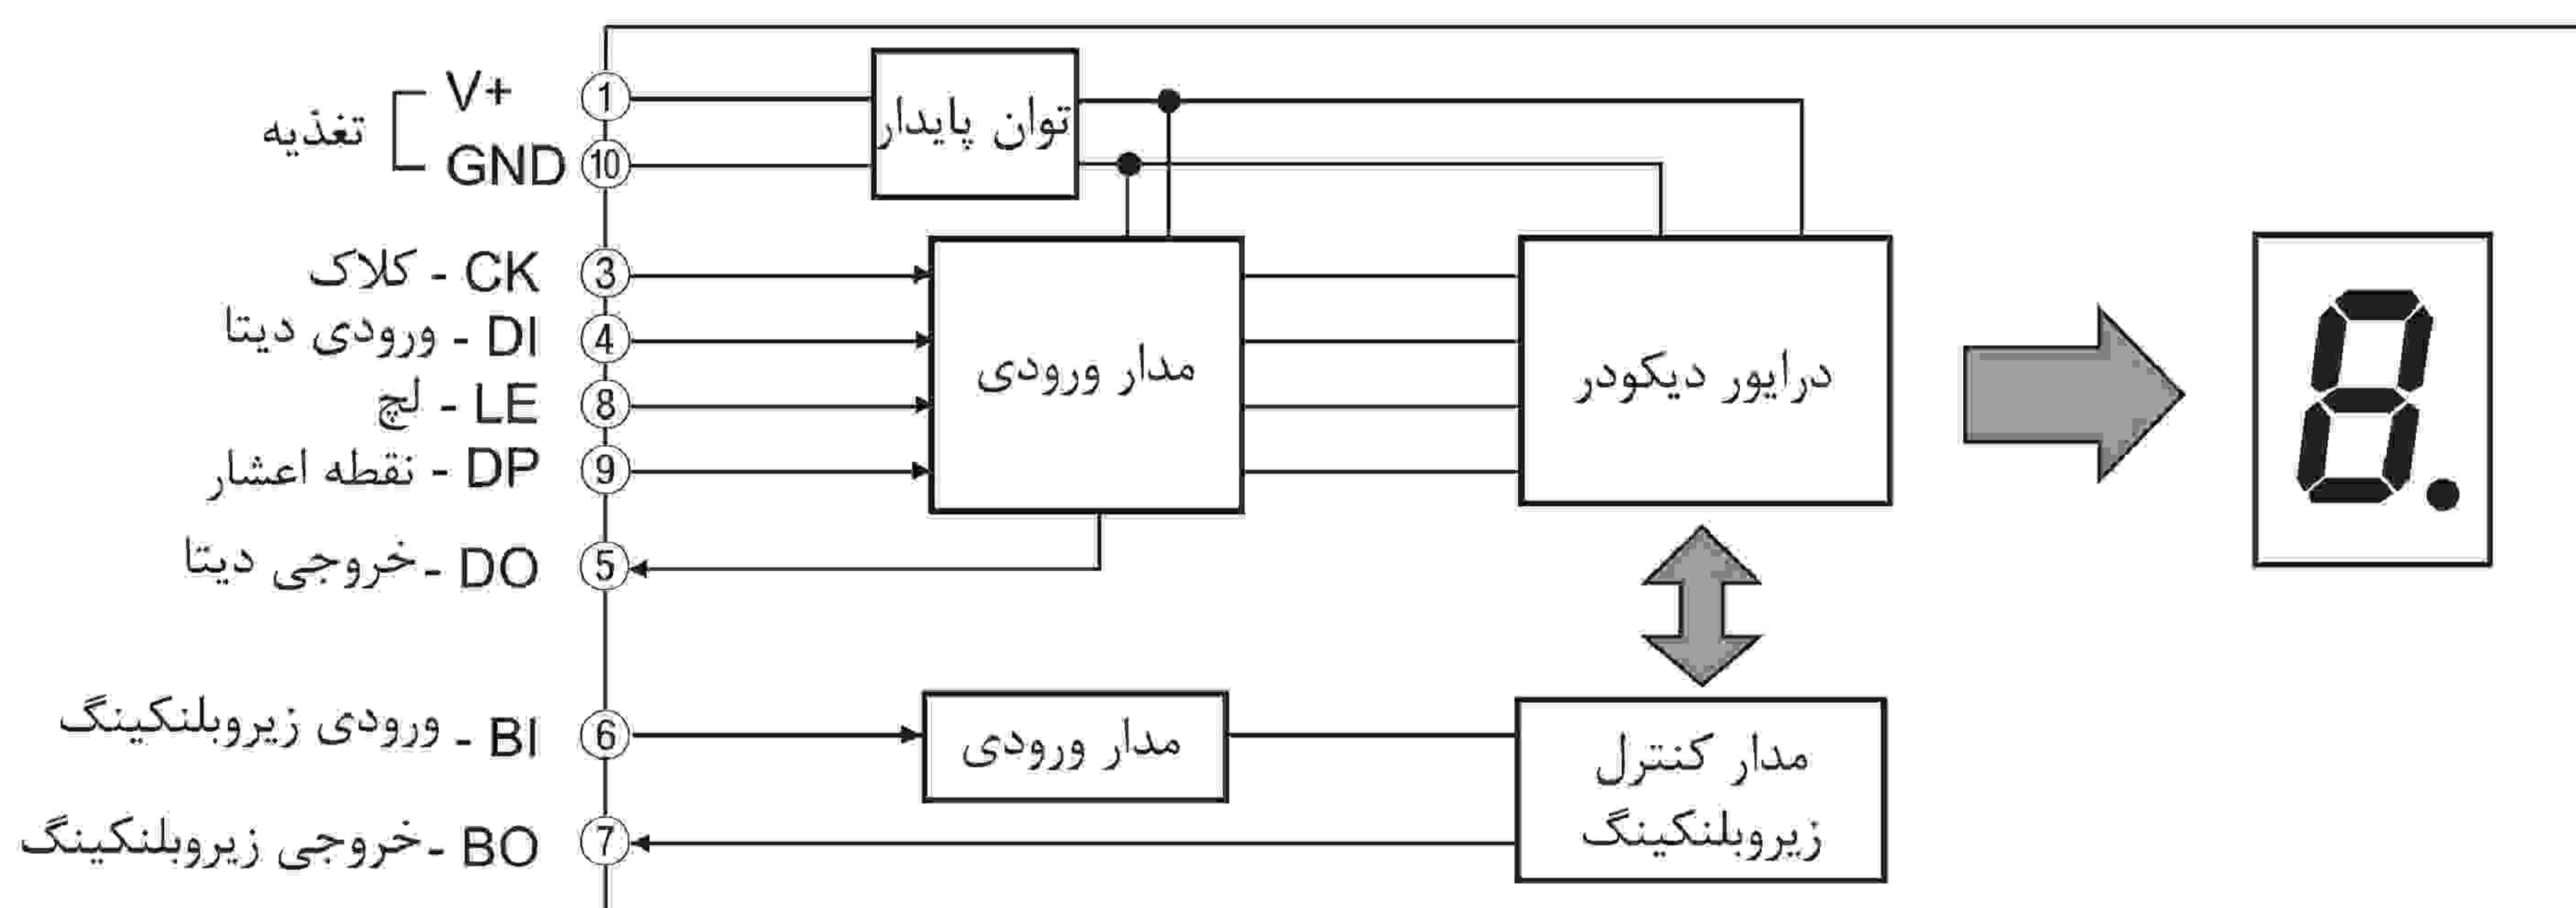 V+
1
تغذیه
GND
10
توان پایدار
CK - کلاک
3
DI - ورودی دیتا
4
LE - لچ
8
DP - نقطه اعشار
9
DO - خروجی دیتا
5
مدار ورودی
درایور دیکودر
8.
BI - ورودی زیروبلنکینگ
6
مدار ورودی
BO - خروجی زیروبلنکینگ
7
مدار کنترل
زیروبلنکینگ